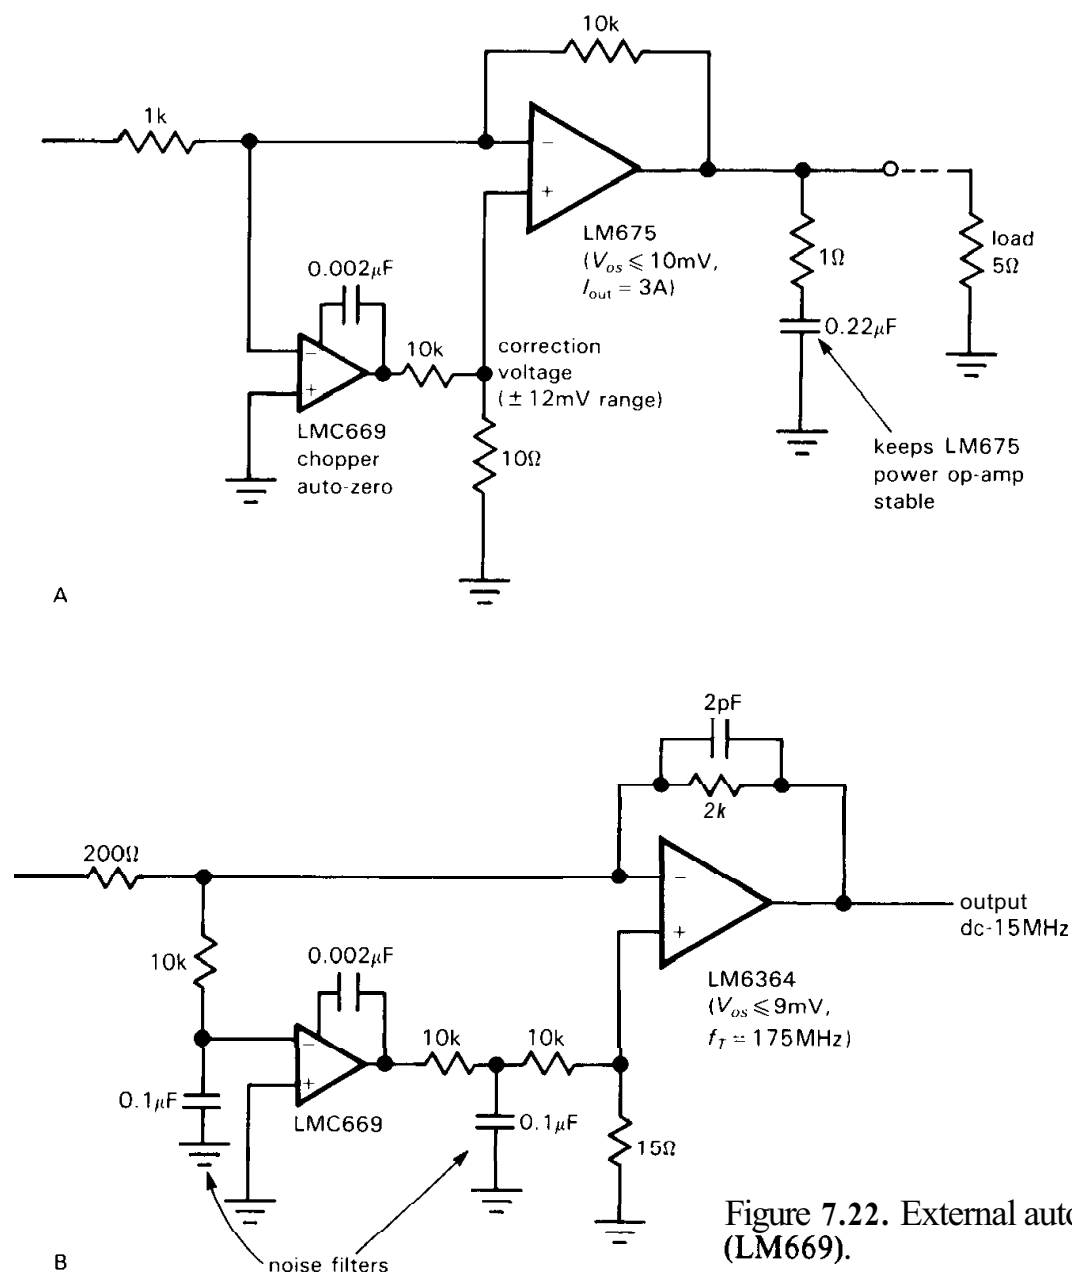 10k
1k
−
+
LM675
(Vos ⩽ 10mV,
Iout = 3A)
1Ω
load
5Ω
0.22μF
0.002μF
−
+
10k
correction
voltage
(± 12mV range)
LMC669
chopper
auto-zero
10Ω
keeps LM675
power op-amp
stable
A
2pF
2k
200Ω
−
+
output
dc-15MHz
LM6364
(Vos ⩽ 9mV,
fT = 175MHz)
10k
0.002μF
−
+
10k
10k
0.1μF
LMC669
0.1μF
15Ω
noise filters
B
Figure 7.22. External auto
(LM669).